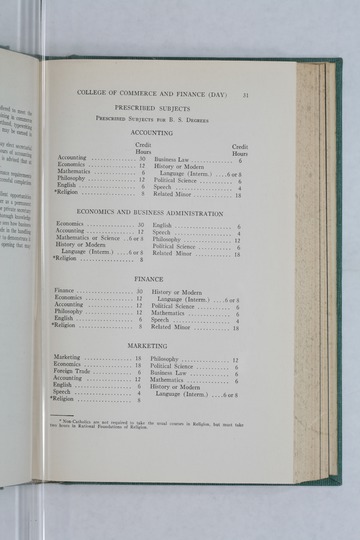 COLLEGE OF COMMERCE AND FINANCE (DAY) 31
PRESCRIBED SUBJECTS
PRESCRIBED SUBJECTS FOR B. S. DEGREES
ACCOUNTING
Credit Hours
Accounting 30
Economics 12
Mathematics 6
Philosophy 12
English 6
*Religion 8
Credit Hours
Business Law 6
History or Modern
Language (Interm.) 6 or 8
Political Science 6
Speech 4
Related Minor 18
ECONOMICS AND BUSINESS ADMINISTRATION
Economics 30
Accounting 12
Mathematics or Science 6 or 8
History or Modern
Language (Interm.) 6 or 8
*Religion 8
English 6
Speech 4
Philosophy 12
Political Science 6
Related Minor 18
FINANCE
Finance 30
Economics 12
Accounting 12
Philosophy 12
English 6
*Religion 8
History or Modern
Language (Interm.) 6 or 8
Political Science 6
Mathematics 6
Speech 4
Related Minor 18
MARKETING
Marketing 18
Economics 18
Foreign Trade 6
Accounting 12
English 6
Speech 4
*Religion 8
Philosophy 12
Political Science 6
Business Law 6
Mathematics 6
History or Modern
Language (Interm.) 6 or 8
* Non-Catholics are not required to take the usual courses in Religion, but must take
two hours in Rational Foundations of Religion.